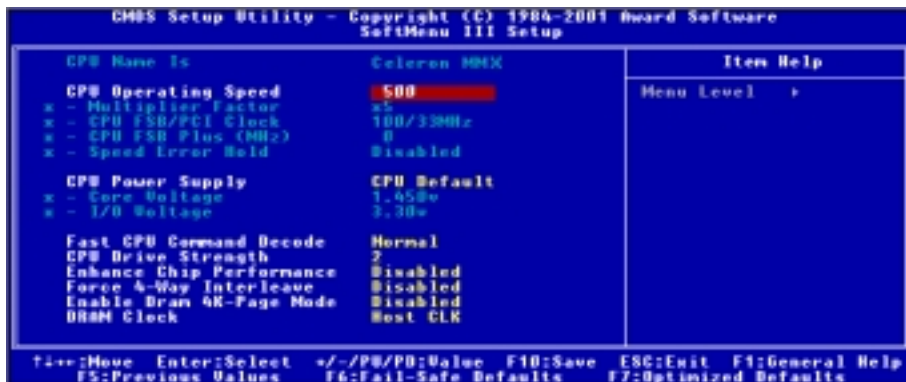 CMOS Setup Utility - Copyright (C) 1984-2001 Award Software
SoftMenu III Setup
CPU Name Is Celeron MMX
Item Help
CPU Operating Speed 500
Menu Level ▸
x - Multiplier Factor x5
x - CPU FSB/PCI Clock 100/33MHz
x - CPU FSB Plus (MHz) 0
x - Speed Error Hold Disabled
CPU Power Supply CPU Default
x - Core Voltage 1.450v
x - I/O Voltage 3.30v
Fast CPU Command Decode Normal
CPU Drive Strength 2
Enhance Chip Performance Disabled
Force 4-Way Interleave Disabled
Enable Dram 4K-Page Mode Disabled
DRAM Clock Host CLK
↑↓→←:Move Enter:Select +/-/PU/PD:Value F10:Save ESC:Exit F1:General Help
F5:Previous Values F6:Fail-Safe Defaults F7:Optimized Defaults